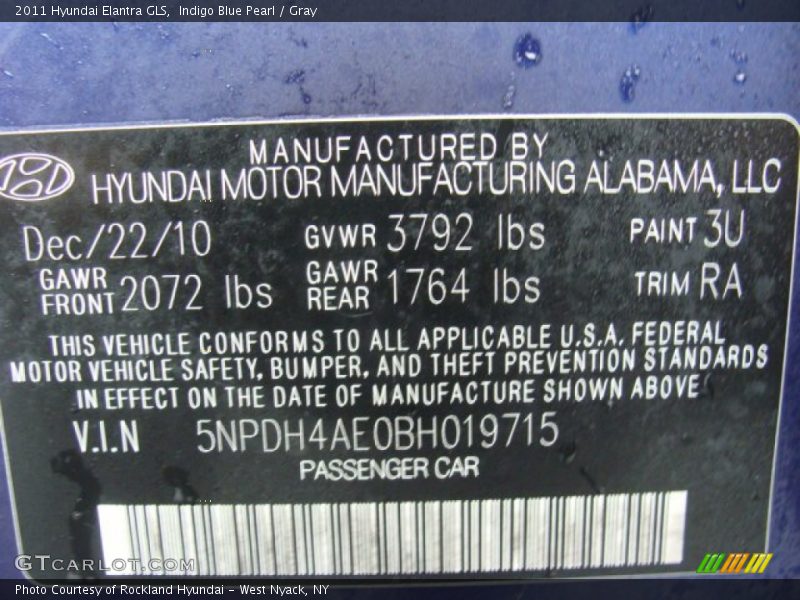 2011 Hyundai Elantra GLS, Indigo Blue Pearl / Gray
MANUFACTURED BY
HYUNDAI MOTOR MANUFACTURING ALABAMA, LLC
Dec/22/10 GVWR 3792 lbs PAINT 3U
GAWR FRONT 2072 lbs GAWR REAR 1764 lbs TRIM RA
THIS VEHICLE CONFORMS TO ALL APPLICABLE U.S.A. FEDERAL
MOTOR VEHICLE SAFETY, BUMPER, AND THEFT PREVENTION STANDARDS
IN EFFECT ON THE DATE OF MANUFACTURE SHOWN ABOVE
V.I.N 5NPDH4AE0BH019715
PASSENGER CAR
GTCARLOT.COM
Photo Courtesy of Rockland Hyundai - West Nyack, NY